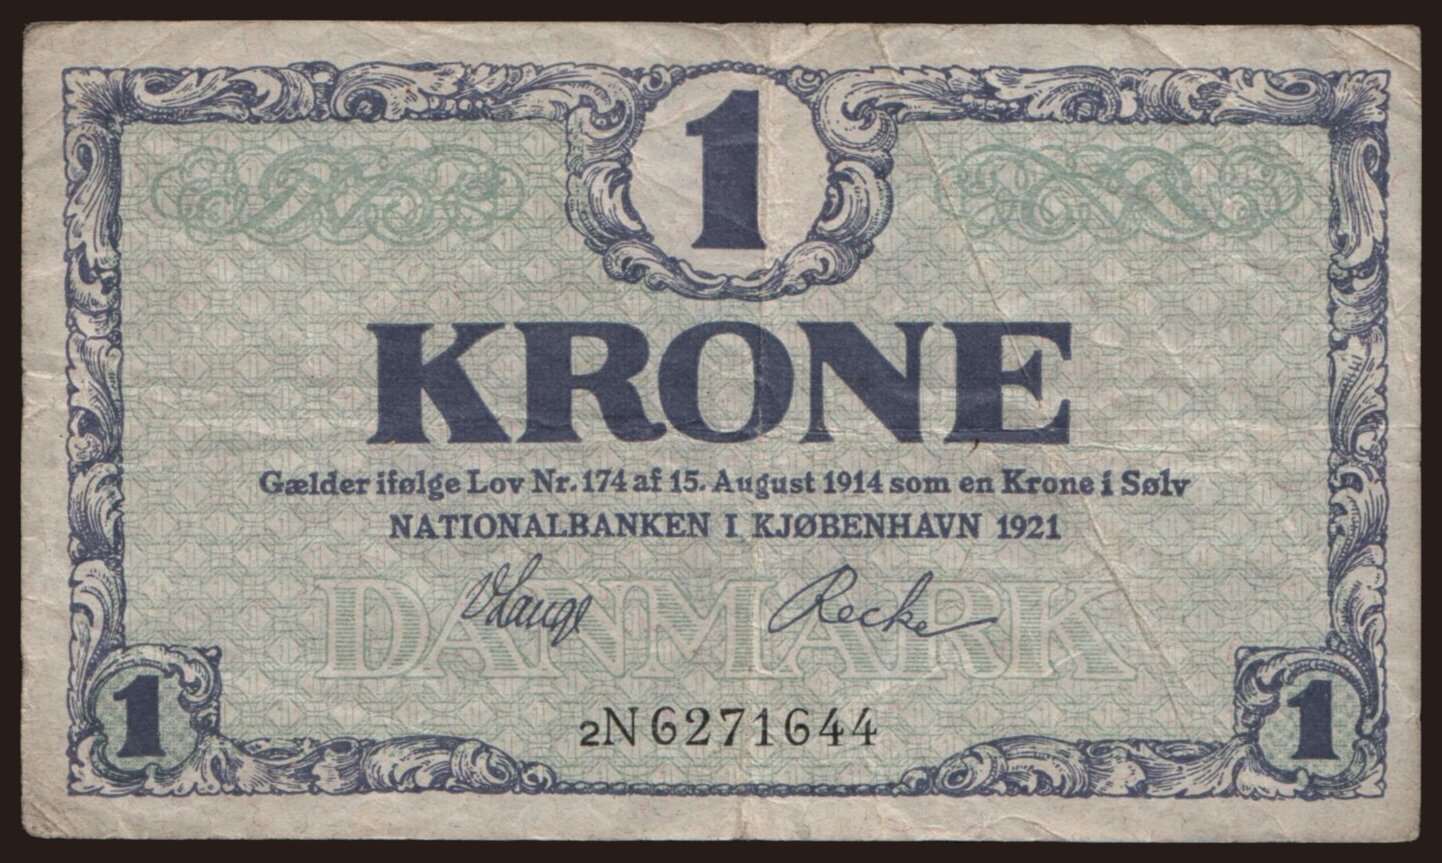 1
KRONE
Gælder ifølge Lov Nr. 174 af 15. August 1914 som en Krone i Sølv
NATIONALBANKEN I KJØBENHAVN 1921
DANMARK
VLange Recke
1 1
2N 6271644